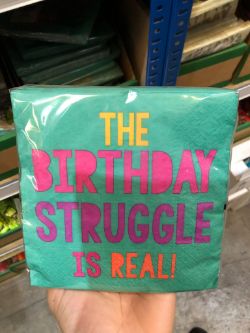 THE
BIRTHDAY
STRUGGLE
IS REAL!